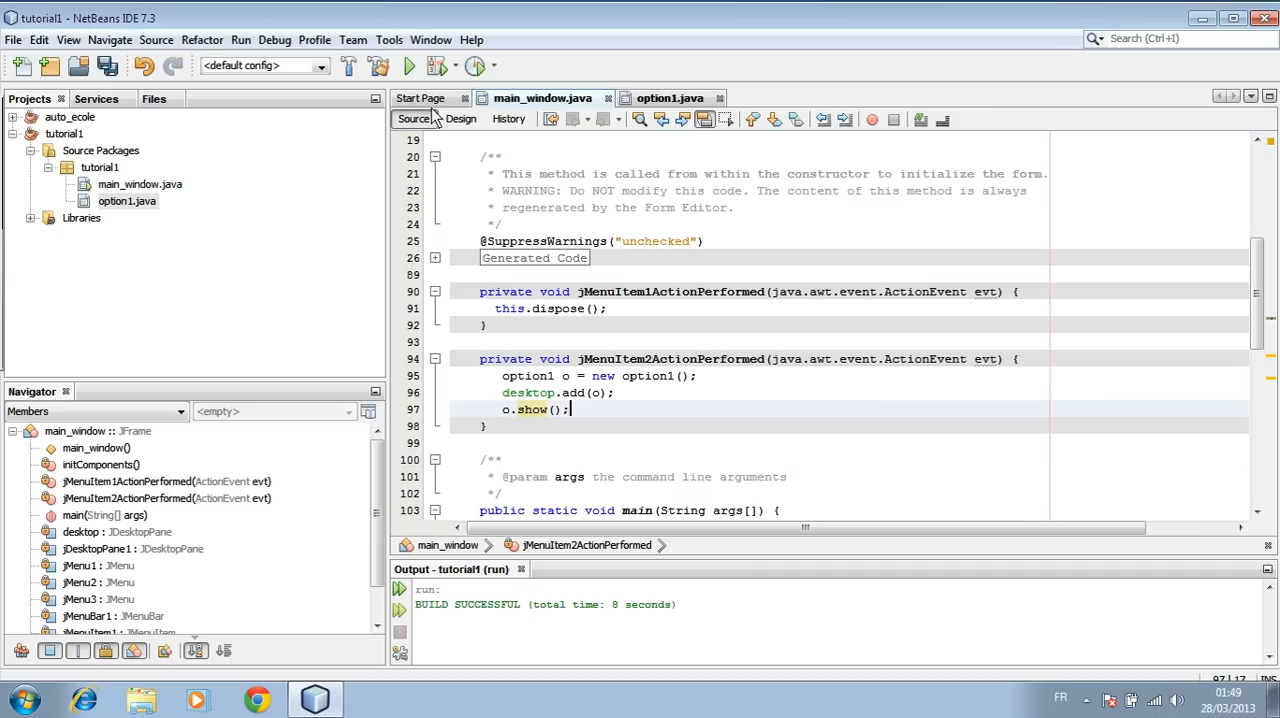 tutorial1 - NetBeans IDE 7.3
File Edit View Navigate Source Refactor Run Debug Profile Team Tools Window Help
Search (Ctrl+I)
<default config>
Projects Services Files
Start Page main_window.java option1.java
Source Design History
auto_ecole
tutorial1
Source Packages
tutorial1
main_window.java
option1.java
Libraries
19
20 /**
21 * This method is called from within the constructor to initialize the form.
22 * WARNING: Do NOT modify this code. The content of this method is always
23 * regenerated by the Form Editor.
24 */
25 @SuppressWarnings("unchecked")
26 Generated Code
89
90 private void jMenuItem1ActionPerformed(java.awt.event.ActionEvent evt) {
91 this.dispose();
92 }
93
94 private void jMenuItem2ActionPerformed(java.awt.event.ActionEvent evt) {
95 option1 o = new option1();
96 desktop.add(o);
97 o.show();
98 }
99
100 /**
101 * @param args the command line arguments
102 */
103 public static void main(String args[]) {
Navigator
Members <empty>
main_window :: JFrame
main_window()
initComponents()
jMenuItem1ActionPerformed(ActionEvent evt)
jMenuItem2ActionPerformed(ActionEvent evt)
main(String[] args)
desktop : JDesktopPane
jDesktopPane1 : JDesktopPane
jMenu1 : JMenu
jMenu2 : JMenu
jMenu3 : JMenu
jMenuBar1 : JMenuBar
jMenuItem1 : JMenuItem
main_window jMenuItem2ActionPerformed
Output - tutorial1 (run)
run:
BUILD SUCCESSFUL (total time: 8 seconds)
97 | 17 INS
FR
01:49
28/03/2013